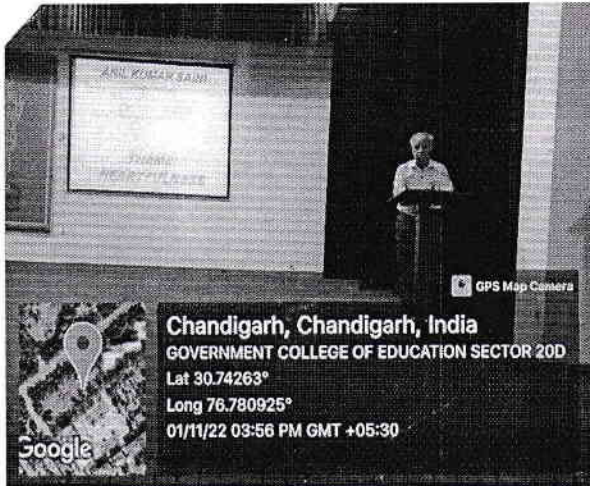 ANIL KUMAR SAINI
HEARTFULNESS
GPS Map Camera
Chandigarh, Chandigarh, India
GOVERNMENT COLLEGE OF EDUCATION SECTOR 20D
Lat 30.74263°
Long 76.780925°
01/11/22 03:56 PM GMT +05:30
Google